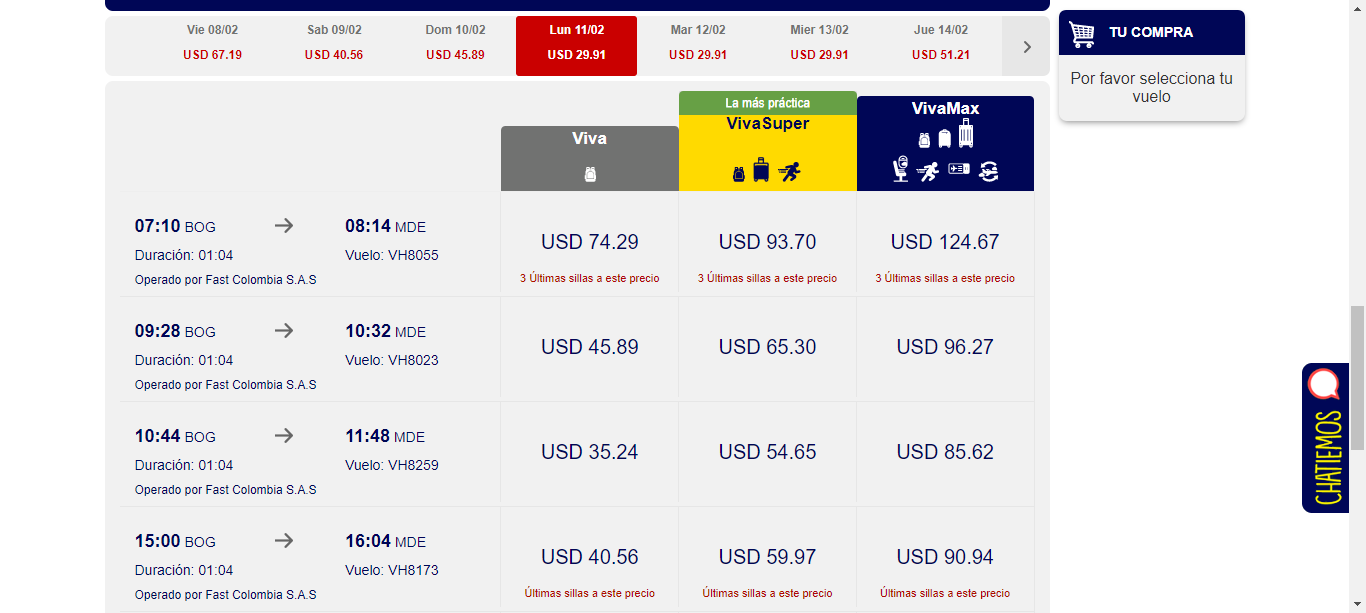 Vie 08/02 Sab 09/02 Dom 10/02 Lun 11/02 Mar 12/02 Mier 13/02 Jue 14/02
USD 67.19 USD 40.56 USD 45.89 USD 29.91 USD 29.91 USD 29.91 USD 51.21
TU COMPRA
Por favor selecciona tu
vuelo
La más práctica
Viva VivaSuper VivaMax
07:10 BOG 08:14 MDE
Duración: 01:04 Vuelo: VH8055
Operado por Fast Colombia S.A.S
USD 74.29 USD 93.70 USD 124.67
3 Últimas sillas a este precio 3 Últimas sillas a este precio 3 Últimas sillas a este precio
09:28 BOG 10:32 MDE
Duración: 01:04 Vuelo: VH8023
Operado por Fast Colombia S.A.S
USD 45.89 USD 65.30 USD 96.27
10:44 BOG 11:48 MDE
Duración: 01:04 Vuelo: VH8259
Operado por Fast Colombia S.A.S
USD 35.24 USD 54.65 USD 85.62
15:00 BOG 16:04 MDE
Duración: 01:04 Vuelo: VH8173
Operado por Fast Colombia S.A.S
USD 40.56 USD 59.97 USD 90.94
Últimas sillas a este precio Últimas sillas a este precio Últimas sillas a este precio
CHATIEMOS